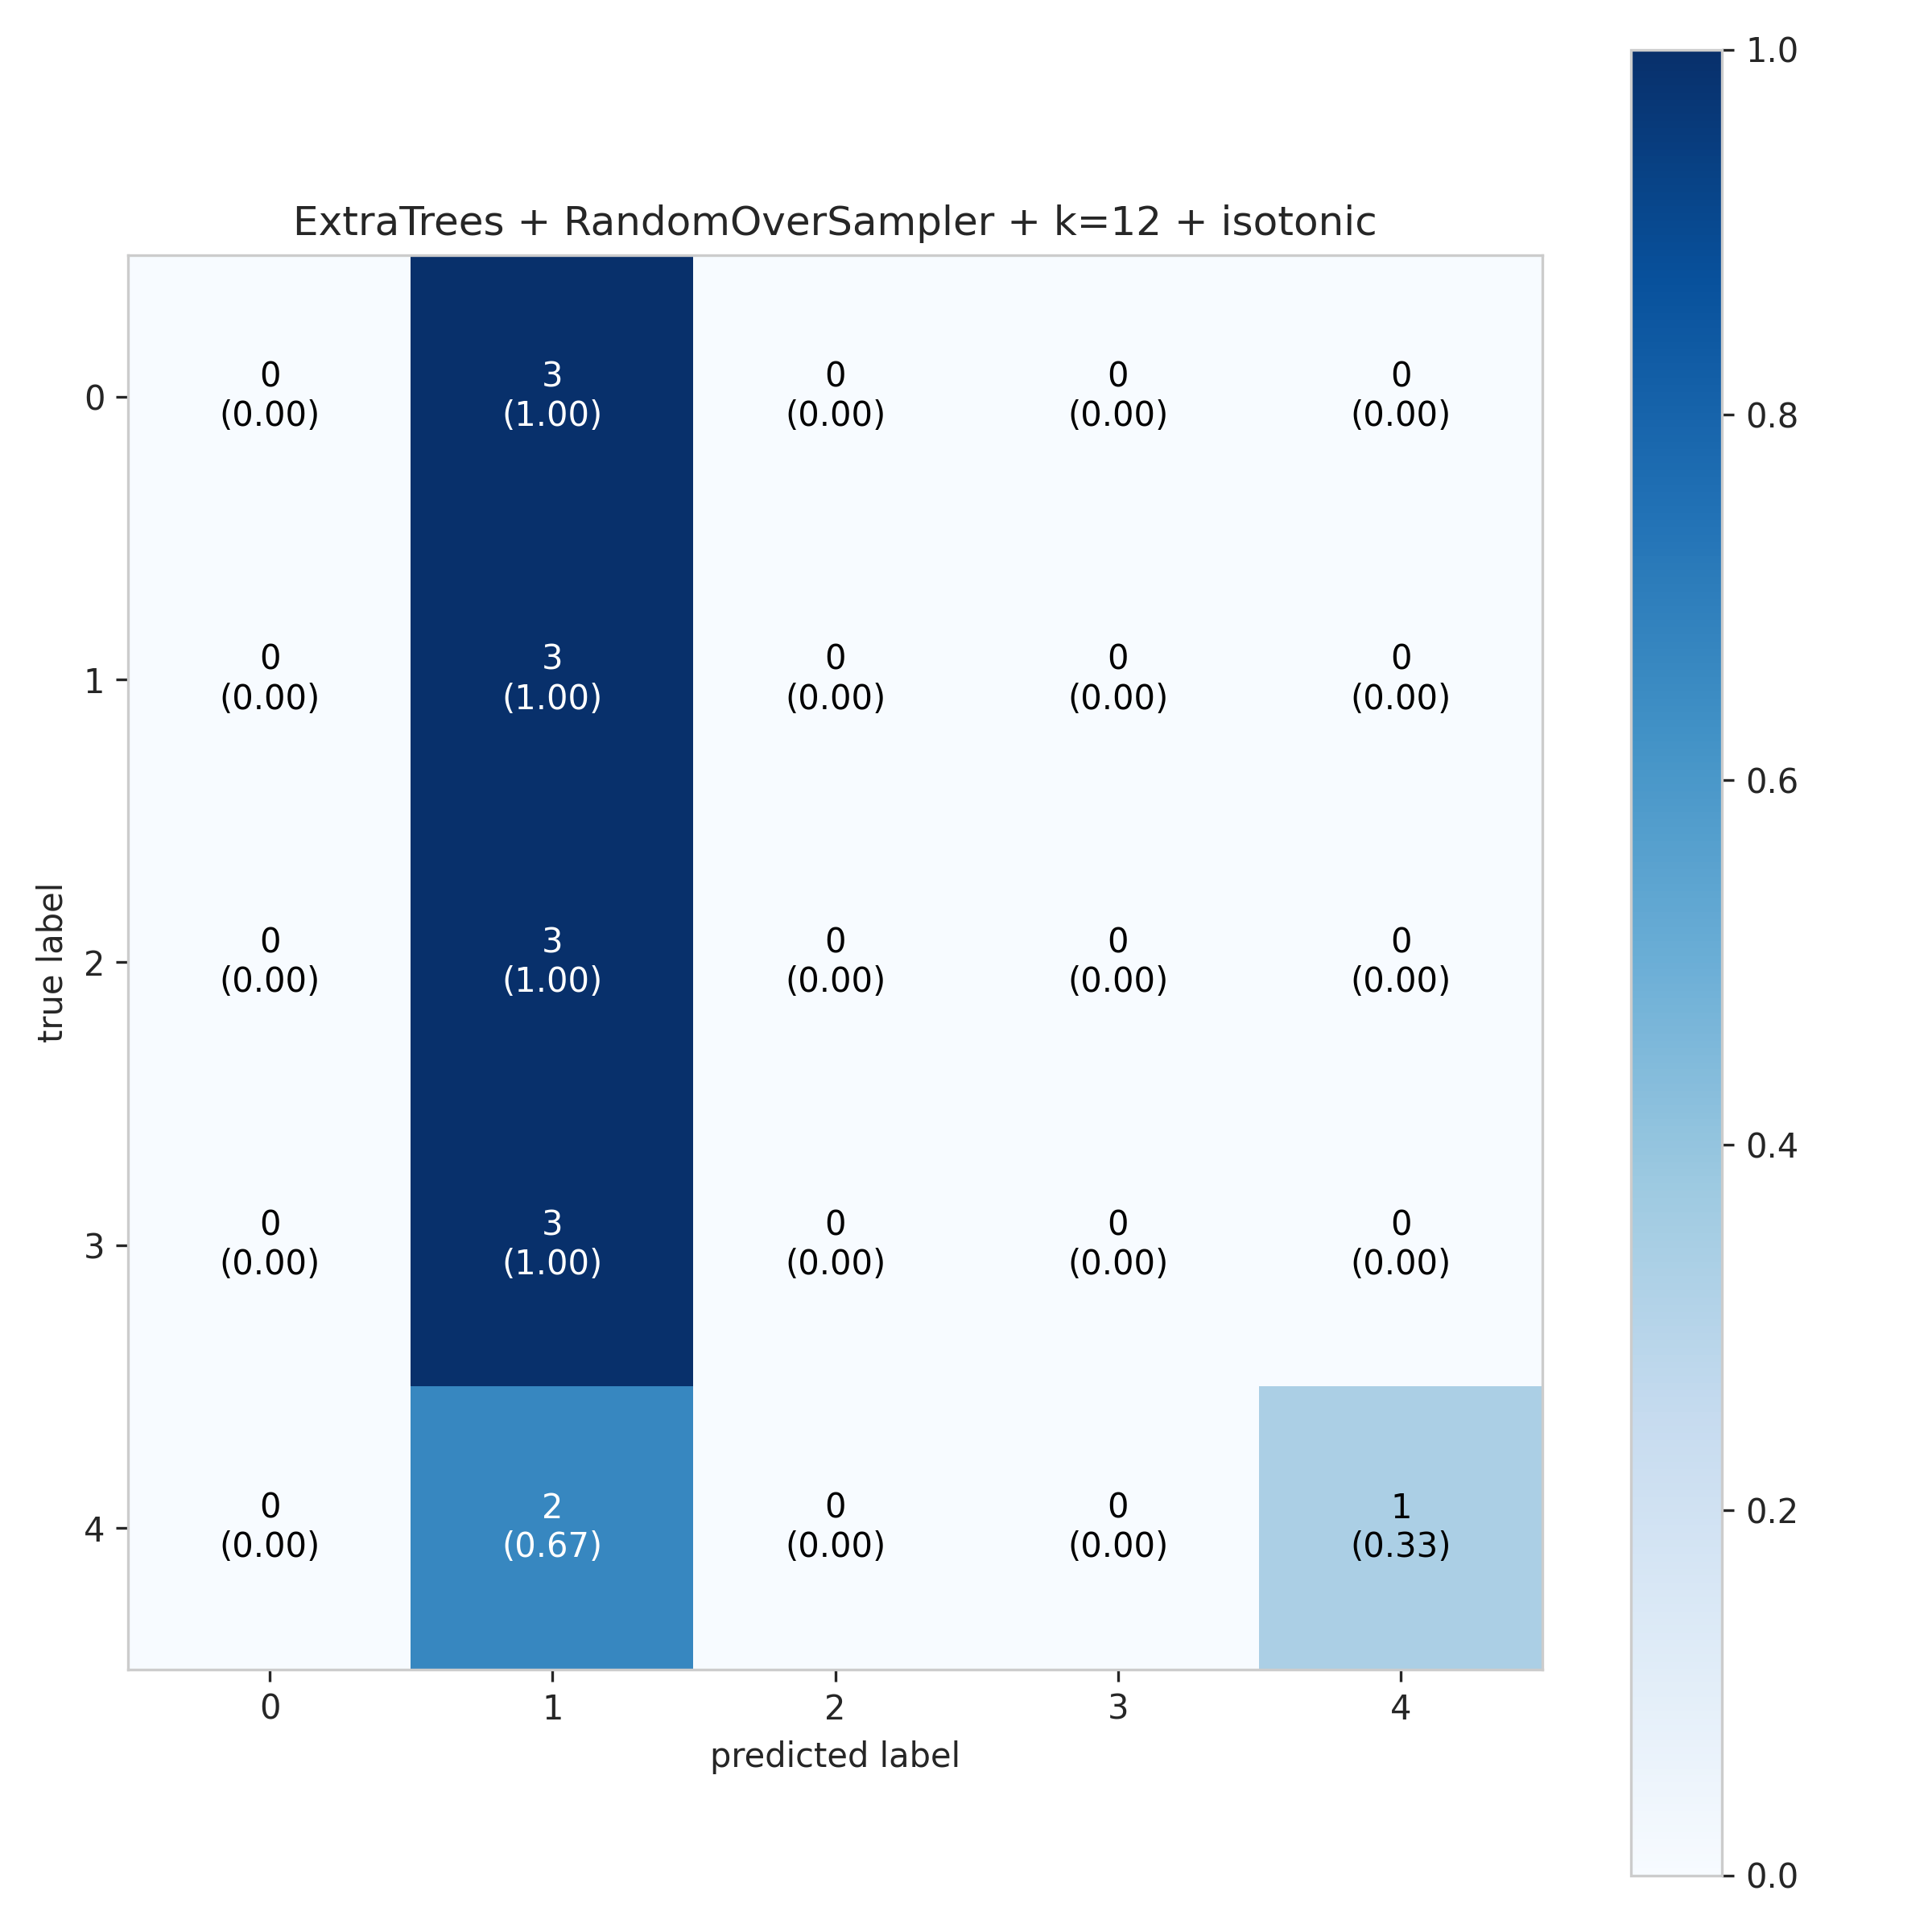 ExtraTrees + RandomOverSampler + k=12 + isotonic
true label
0
0 3 0 0 0
(0.00) (1.00) (0.00) (0.00) (0.00)
1
0 3 0 0 0
(0.00) (1.00) (0.00) (0.00) (0.00)
2
0 3 0 0 0
(0.00) (1.00) (0.00) (0.00) (0.00)
3
0 3 0 0 0
(0.00) (1.00) (0.00) (0.00) (0.00)
4
0 2 0 0 1
(0.00) (0.67) (0.00) (0.00) (0.33)
0 1 2 3 4
predicted label
1.0
0.8
0.6
0.4
0.2
0.0